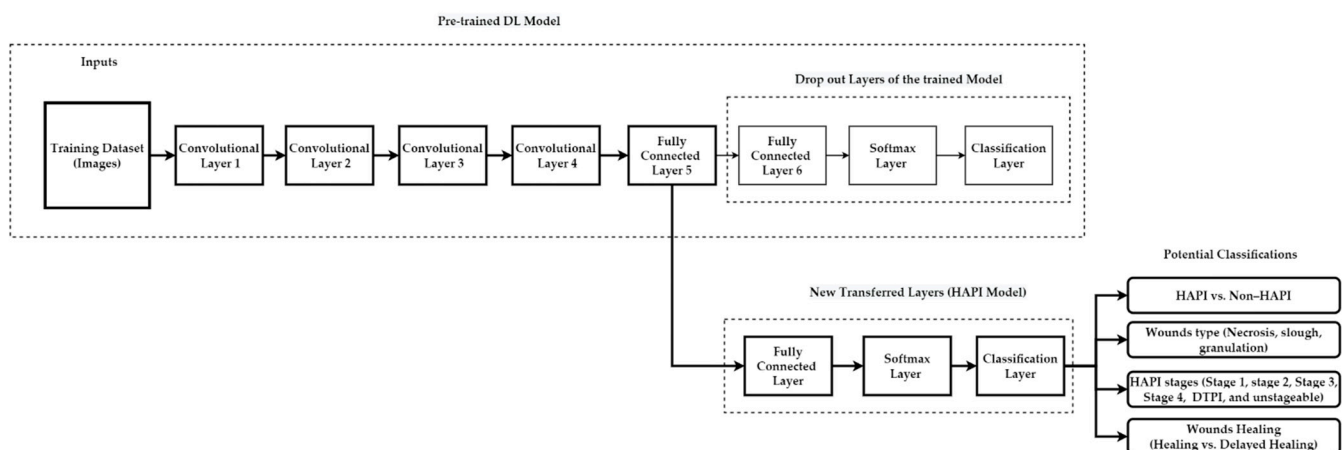 Pre-trained DL Model
Inputs
Drop out Layers of the trained Model
Training Dataset
(Images)
Convolutional
Layer 1
Convolutional
Layer 2
Convolutional
Layer 3
Convolutional
Layer 4
Fully
Connected
Layer 5
Fully
Connected
Layer 6
Softmax
Layer
Classification
Layer
Potential Classifications
New Transferred Layers (HAPI Model)
Fully
Connected
Layer
Softmax
Layer
Classification
Layer
HAPI vs. Non–HAPI
Wounds type (Necrosis, slough,
granulation)
HAPI stages (Stage 1, stage 2, Stage 3,
Stage 4, DTPI, and unstageable)
Wounds Healing
(Healing vs. Delayed Healing)